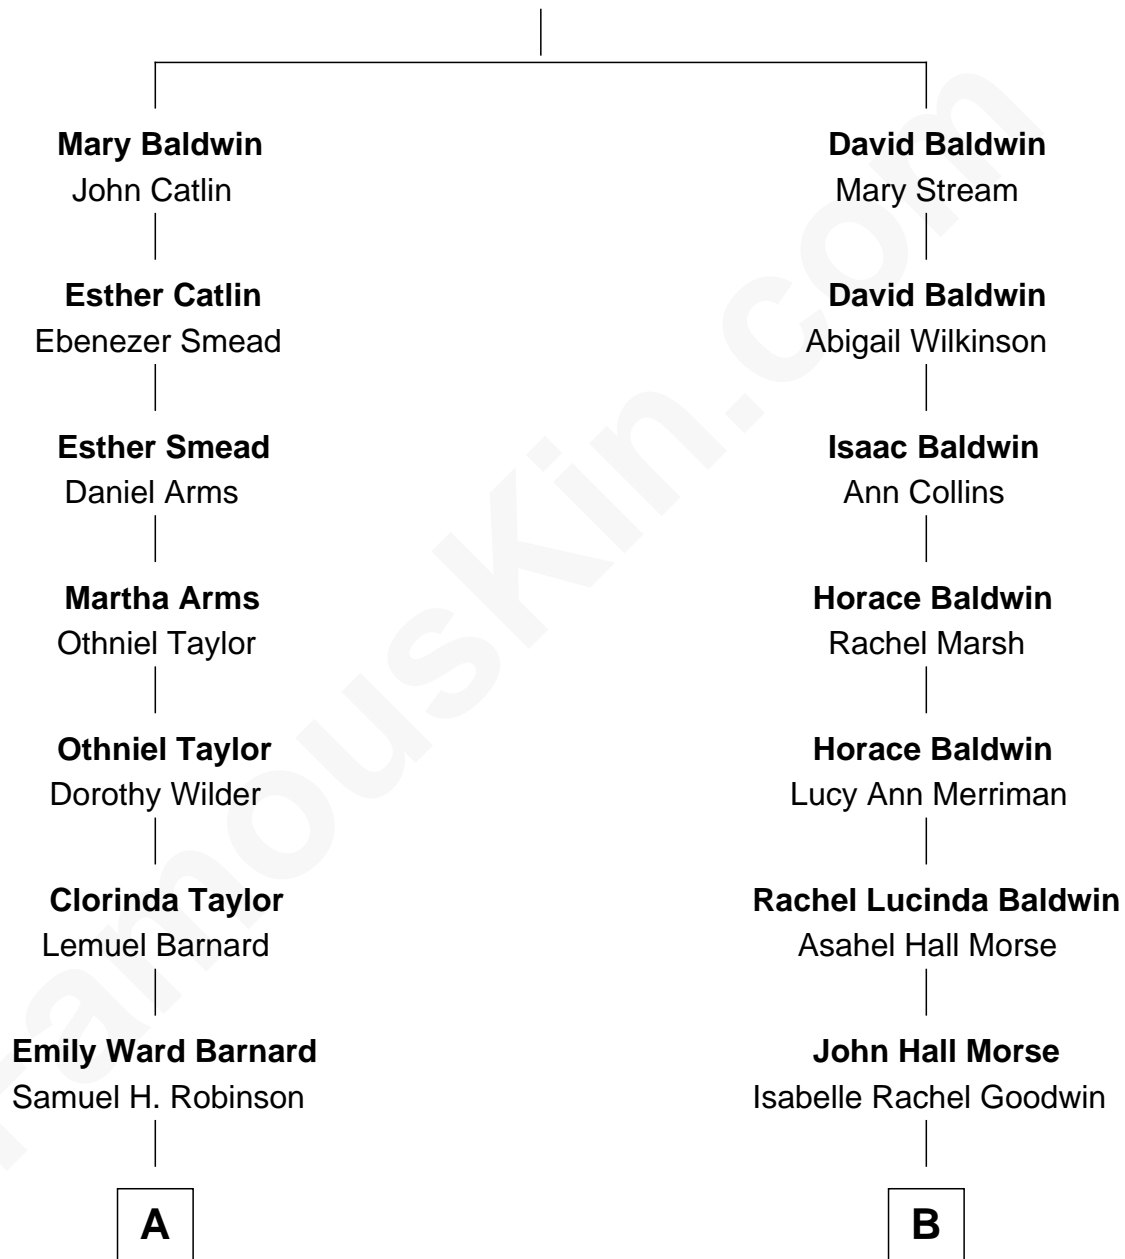 Mary Baldwin
John Catlin
Esther Catlin
Ebenezer Smead
Esther Smead
Daniel Arms
Martha Arms
Othniel Taylor
Othniel Taylor
Dorothy Wilder
Clorinda Taylor
Lemuel Barnard
Emily Ward Barnard
Samuel H. Robinson
A
David Baldwin
Mary Stream
David Baldwin
Abigail Wilkinson
Isaac Baldwin
Ann Collins
Horace Baldwin
Rachel Marsh
Horace Baldwin
Lucy Ann Merriman
Rachel Lucinda Baldwin
Asahel Hall Morse
John Hall Morse
Isabelle Rachel Goodwin
B
FamousKin.com